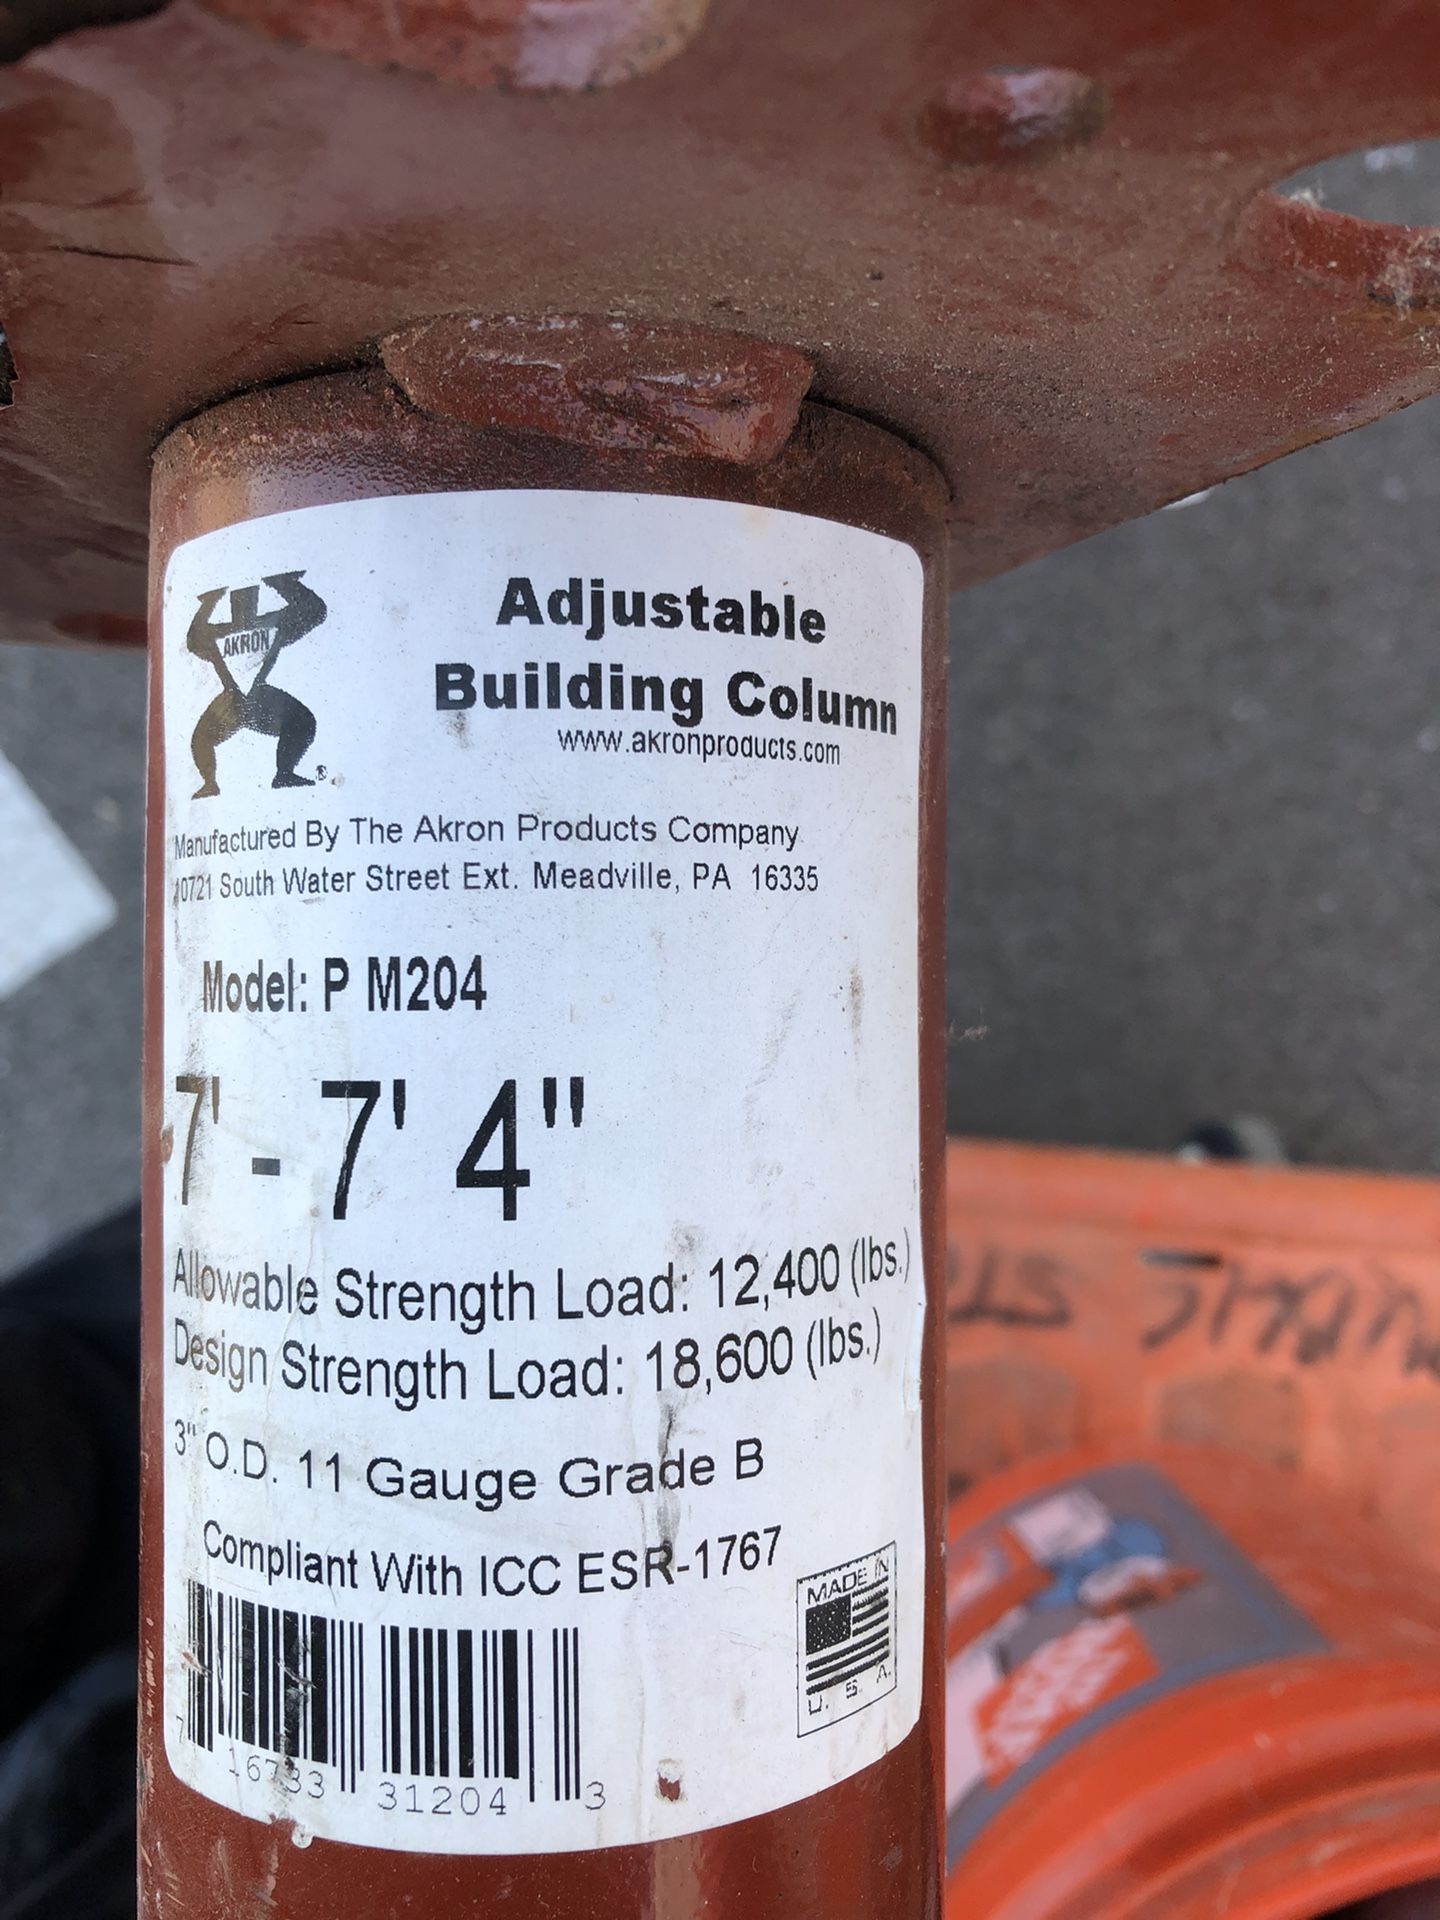 AKRON
®
Adjustable
Building Column
www.akronproducts.com
Manufactured By The Akron Products Company
10721 South Water Street Ext. Meadville, PA 16335
Model: P M204
7' - 7' 4"
Allowable Strength Load: 12,400 (lbs.)
Design Strength Load: 18,600 (lbs.)
3" O.D. 11 Gauge Grade B
Compliant With ICC ESR-1767
MADE IN
U. S. A.
7 16733 31204 3